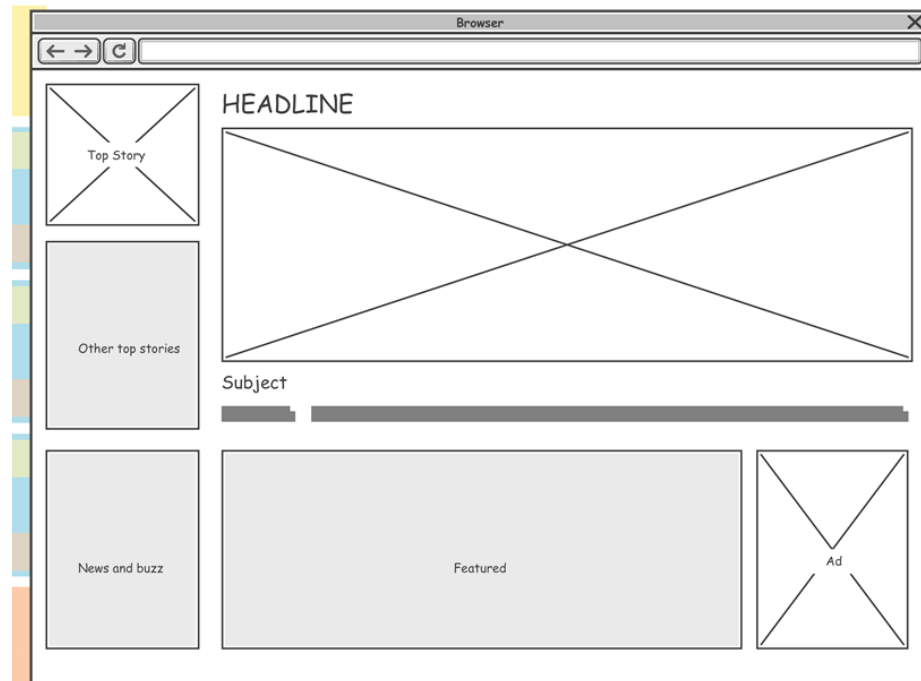 Browser
Top Story
HEADLINE
Other top stories
Subject
News and buzz
Featured
Ad